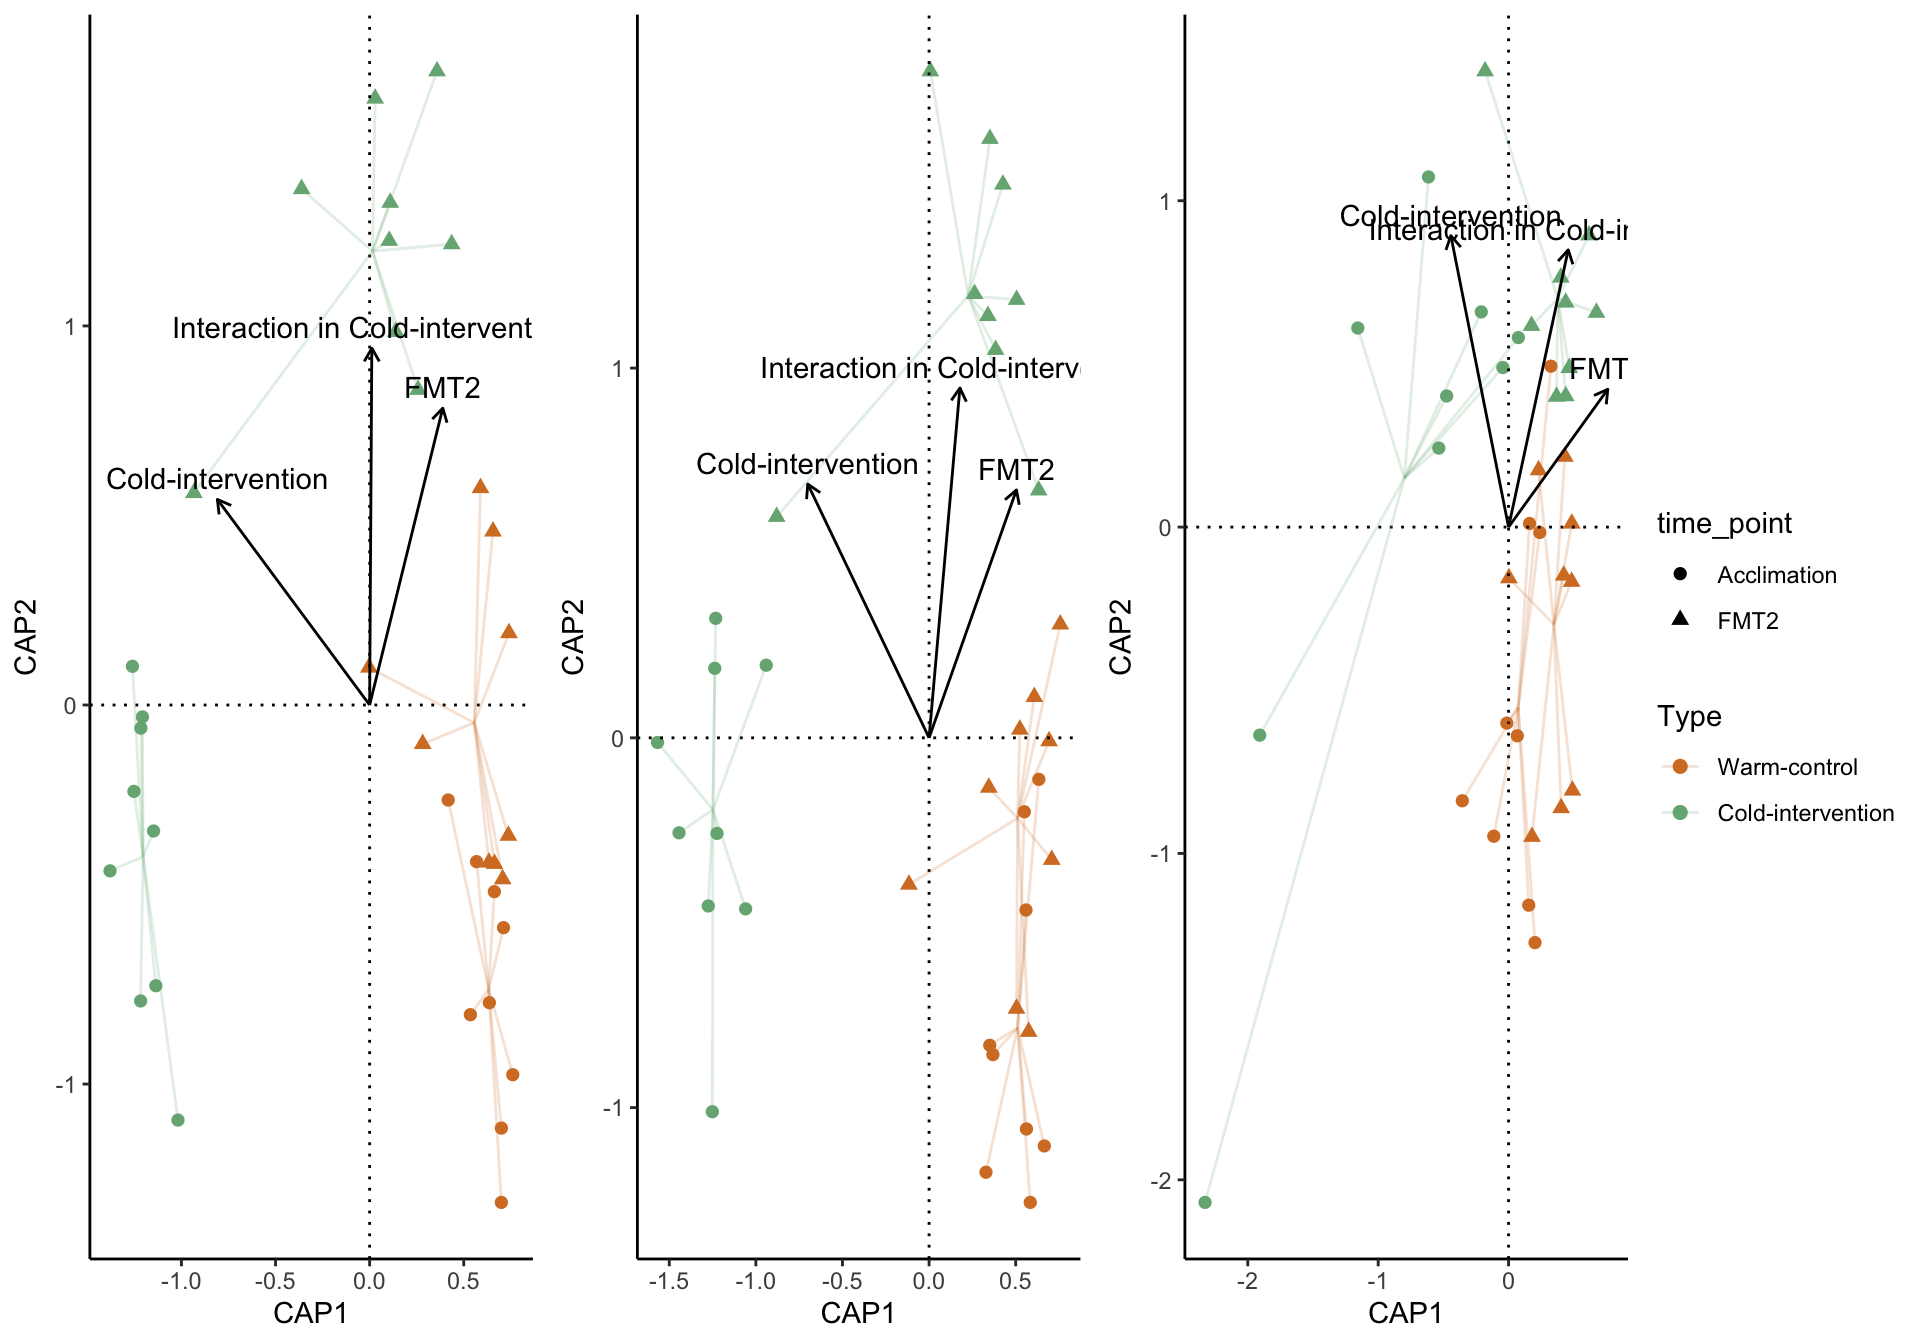 1
0
-1
CAP2
-1.0
-0.5
0.0
0.5
CAP1
Interaction in Cold-intervent
FMT2
Cold-intervention
1
0
-1
CAP2
-1.5
-1.0
-0.5
0.0
0.5
CAP1
Interaction in Cold-interv
Cold-intervention
FMT2
1
0
-1
-2
CAP2
-2
-1
0
CAP1
Cold-intervention
Interaction in Cold-in
FMT
time_point
Acclimation
FMT2
Type
Warm-control
Cold-intervention